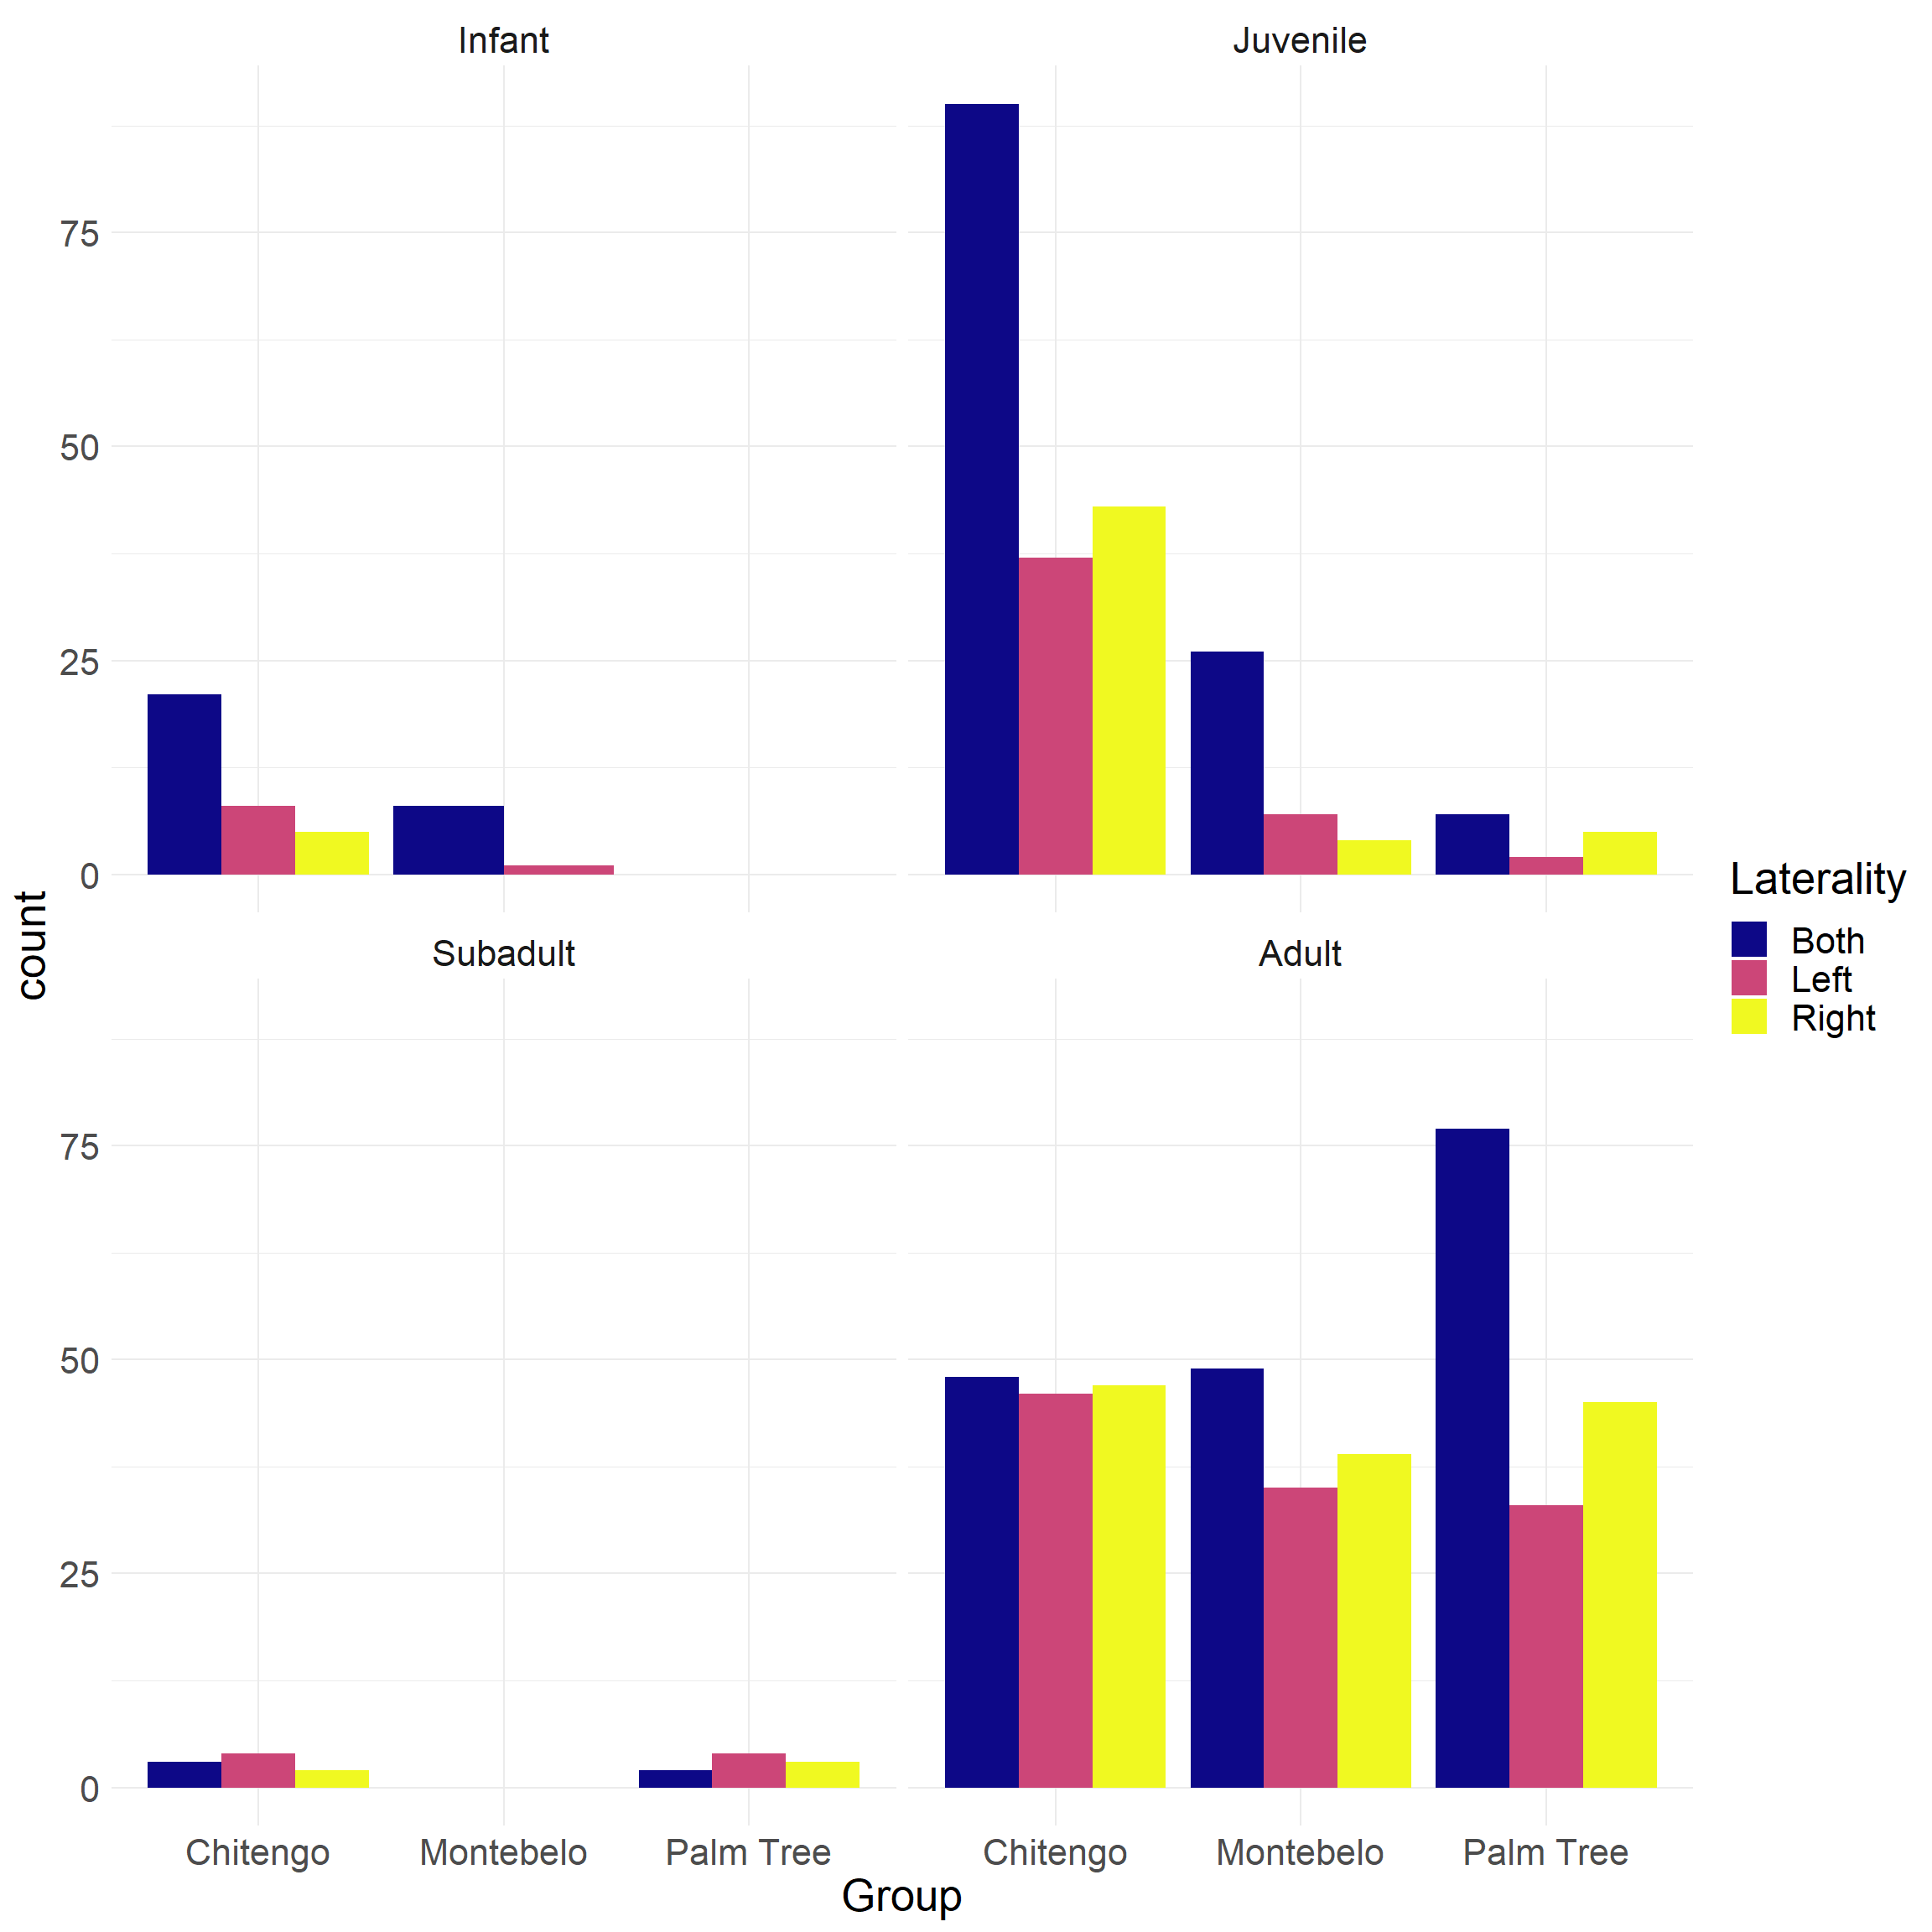 Infant
Juvenile
75
50
25
0
Subadult
Adult
75
50
25
0
Chitengo
Montebelo
Palm Tree
Chitengo
Montebelo
Palm Tree
Group
count
Laterality
Both
Left
Right